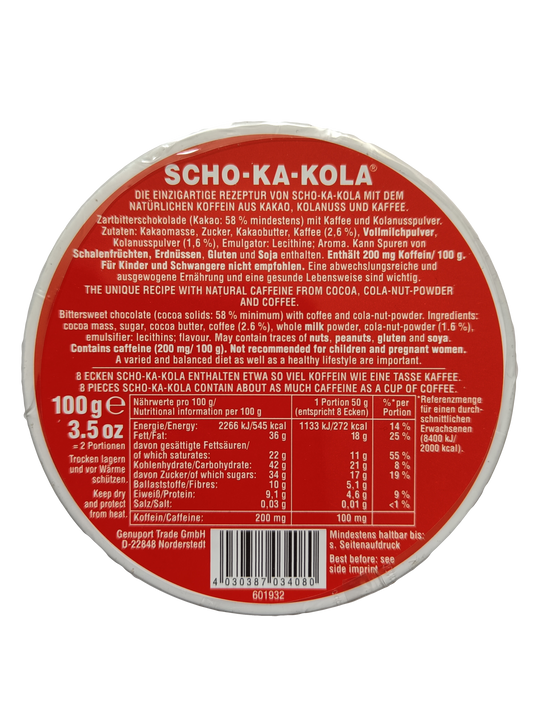 SCHO-KA-KOLA®
DIE EINZIGARTIGE REZEPTUR VON SCHO-KA-KOLA MIT DEM
NATÜRLICHEN KOFFEIN AUS KAKAO, KOLANUSS UND KAFFEE.
Zartbitterschokolade (Kakao: 58 % mindestens) mit Kaffee und Kolanusspulver.
Zutaten: Kakaomasse, Zucker, Kakaobutter, Kaffee (2,6 %), Vollmilchpulver,
Kolanusspulver (1,6 %), Emulgator: Lecithine; Aroma. Kann Spuren von
Schalenfrüchten, Erdnüssen, Gluten und Soja enthalten. Enthält 200 mg Koffein/ 100 g.
Für Kinder und Schwangere nicht empfohlen. Eine abwechslungsreiche und
ausgewogene Ernährung und eine gesunde Lebensweise sind wichtig.
THE UNIQUE RECIPE WITH NATURAL CAFFEINE FROM COCOA, COLA-NUT-POWDER
AND COFFEE.
Bittersweet chocolate (cocoa solids: 58 % minimum) with coffee and cola-nut-powder. Ingredients:
cocoa mass, sugar, cocoa butter, coffee (2.6 %), whole milk powder, cola-nut-powder (1.6 %),
emulsifier: lecithins; flavour. May contain traces of nuts, peanuts, gluten and soya.
Contains caffeine (200 mg/ 100 g). Not recommended for children and pregnant women.
A varied and balanced diet as well as a healthy lifestyle are important.
8 ECKEN SCHO-KA-KOLA ENTHALTEN ETWA SO VIEL KOFFEIN WIE EINE TASSE KAFFEE.
8 PIECES SCHO-KA-KOLA CONTAIN ABOUT AS MUCH CAFFEINE AS A CUP OF COFFEE.
100 g ℮
3.5 oz
= 2 Portionen
Trocken lagern
und vor Wärme
schützen.
Keep dry
and protect
from heat.
Nährwerte pro 100 g/ 1 Portion 50 g %* per
Nutritional information per 100 g (entspricht 8 Ecken) Portion
Energie/Energy: 2266 kJ/545 kcal 1133 kJ/272 kcal 14 %
Fett/Fat: 36 g 18 g 25 %
davon gesättigte Fettsäuren/
of which saturates: 22 g 11 g 55 %
Kohlenhydrate/Carbohydrate: 42 g 21 g 8 %
davon Zucker/of which sugars: 34 g 17 g 19 %
Ballaststoffe/Fibres: 10 g 5,1 g
Eiweiß/Protein: 9,1 g 4,6 g 9 %
Salz/Salt: 0,03 g 0,01 g <1 %
Koffein/Caffeine: 200 mg 100 mg
*Referenzmenge
für einen durch-
schnittlichen
Erwachsenen
(8400 kJ/
2000 kcal).
Genuport Trade GmbH
D-22848 Norderstedt
4 030387 034080
601932
Mindestens haltbar bis:
s. Seitenaufdruck
Best before: see
side imprint